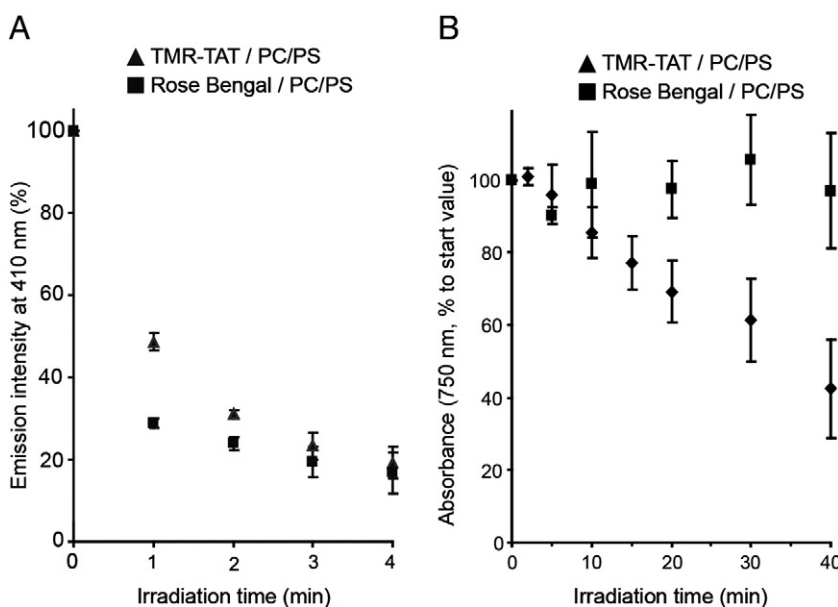 A
▲ TMR-TAT / PC/PS
■ Rose Bengal / PC/PS
Emission intensity at 410 nm (%)
100
80
60
40
20
0
0 1 2 3 4
Irradiation time (min)
B
▲ TMR-TAT / PC/PS
■ Rose Bengal / PC/PS
Absorbance (750 nm, % to start value)
100
80
60
40
20
0
0 10 20 30 40
Irradiation time (min)